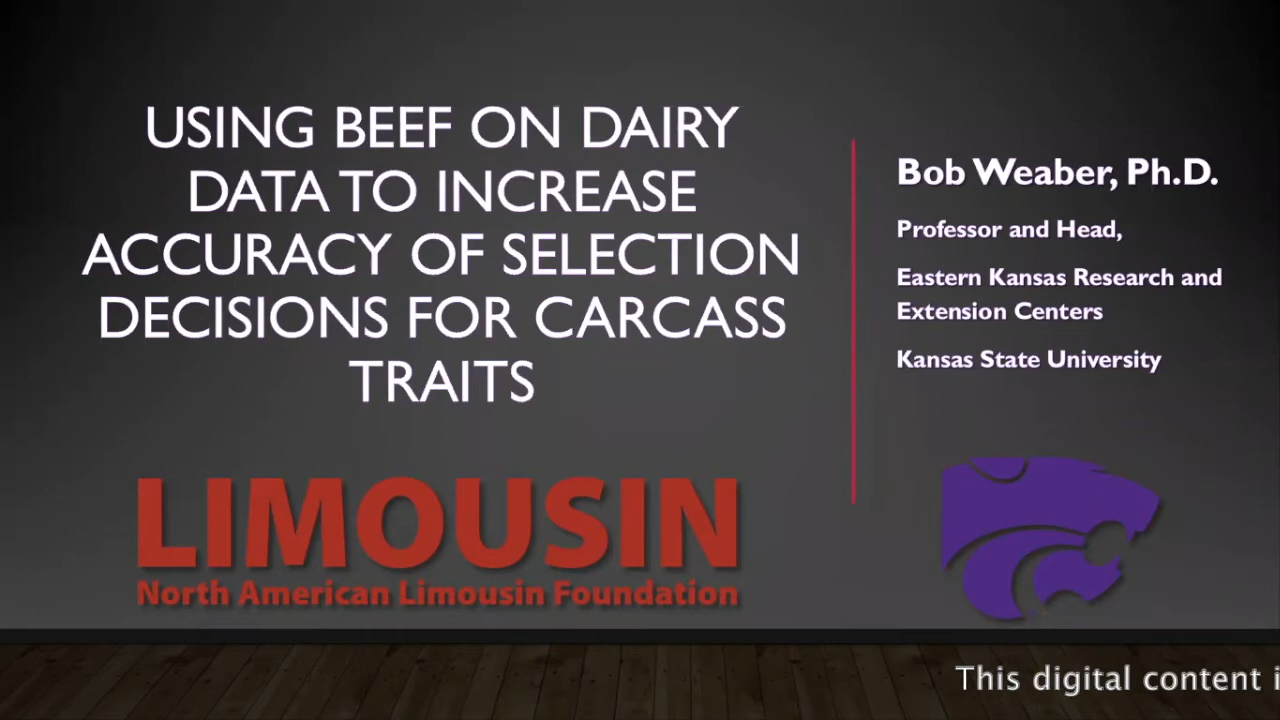 USING BEEF ON DAIRY
DATA TO INCREASE
ACCURACY OF SELECTION
DECISIONS FOR CARCASS
TRAITS
Bob Weaber, Ph.D.
Professor and Head,
Eastern Kansas Research and
Extension Centers
Kansas State University
LIMOUSIN
North American Limousin Foundation
This digital content i